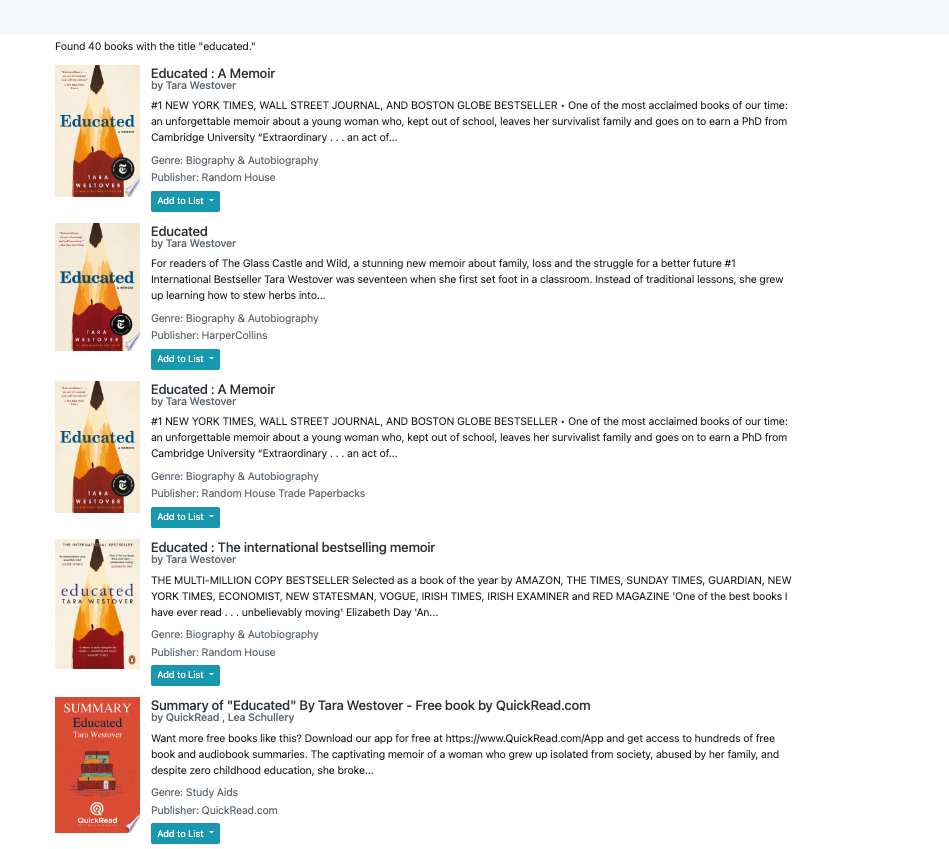 Found 40 books with the title "educated."
Educated
a memoir
TARA
WESTOVER
Educated : A Memoir
by Tara Westover
#1 NEW YORK TIMES, WALL STREET JOURNAL, AND BOSTON GLOBE BESTSELLER • One of the most acclaimed books of our time:
an unforgettable memoir about a young woman who, kept out of school, leaves her survivalist family and goes on to earn a PhD from
Cambridge University “Extraordinary . . . an act of...
Genre: Biography & Autobiography
Publisher: Random House
Add to List
Educated
a memoir
TARA
WESTOVER
Educated
by Tara Westover
For readers of The Glass Castle and Wild, a stunning new memoir about family, loss and the struggle for a better future #1
International Bestseller Tara Westover was seventeen when she first set foot in a classroom. Instead of traditional lessons, she grew
up learning how to stew herbs into...
Genre: Biography & Autobiography
Publisher: HarperCollins
Add to List
Educated
a memoir
TARA
WESTOVER
Educated : A Memoir
by Tara Westover
#1 NEW YORK TIMES, WALL STREET JOURNAL, AND BOSTON GLOBE BESTSELLER • One of the most acclaimed books of our time:
an unforgettable memoir about a young woman who, kept out of school, leaves her survivalist family and goes on to earn a PhD from
Cambridge University “Extraordinary . . . an act of...
Genre: Biography & Autobiography
Publisher: Random House Trade Paperbacks
Add to List
THE INTERNATIONAL BESTSELLER
educated
TARA WESTOVER
Educated : The international bestselling memoir
by Tara Westover
THE MULTI-MILLION COPY BESTSELLER Selected as a book of the year by AMAZON, THE TIMES, SUNDAY TIMES, GUARDIAN, NEW
YORK TIMES, ECONOMIST, NEW STATESMAN, VOGUE, IRISH TIMES, IRISH EXAMINER and RED MAGAZINE 'One of the best books I
have ever read . . . unbelievably moving' Elizabeth Day 'An...
Genre: Biography & Autobiography
Publisher: Random House
Add to List
SUMMARY
Educated
Tara Westover
QuickRead
Summary of "Educated" By Tara Westover - Free book by QuickRead.com
by QuickRead , Lea Schullery
Want more free books like this? Download our app for free at https://www.QuickRead.com/App and get access to hundreds of free
book and audiobook summaries. The captivating memoir of a woman who grew up isolated from society, abused by her family, and
despite zero childhood education, she broke...
Genre: Study Aids
Publisher: QuickRead.com
Add to List